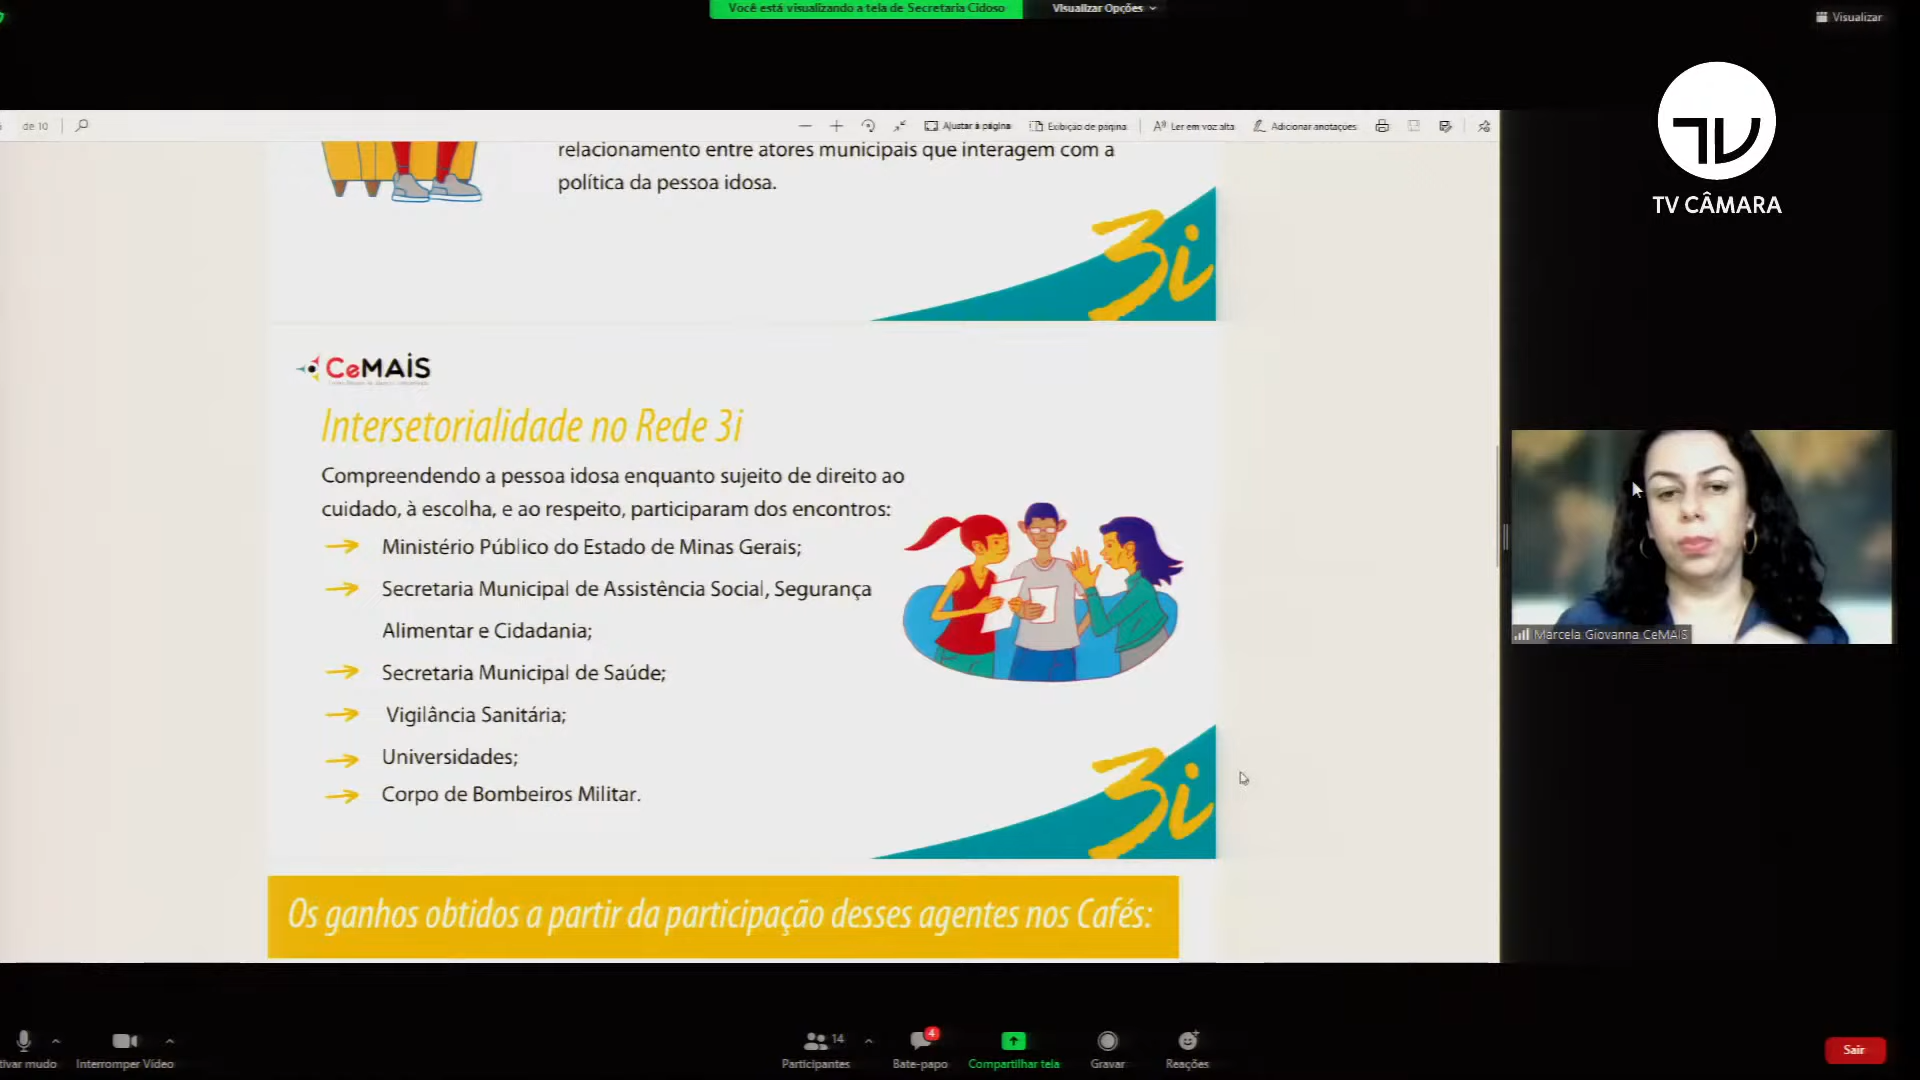 Você está visualizando a tela de Secretaria Cidoso
Visualizar Opções
Visualizar
TV CÂMARA
de 10
Ajustar à página
Exibição de página
Ler em voz alta
Adicionar anotações
relacionamento entre atores municipais que interagem com a
política da pessoa idosa.
3i
CeMAIS
Intersetorialidade no Rede 3i
Compreendendo a pessoa idosa enquanto sujeito de direito ao
cuidado, à escolha, e ao respeito, participaram dos encontros:
Ministério Público do Estado de Minas Gerais;
Secretaria Municipal de Assistência Social, Segurança
Alimentar e Cidadania;
Secretaria Municipal de Saúde;
Vigilância Sanitária;
Universidades;
Corpo de Bombeiros Militar.
3i
Marcela Giovanna CeMAIS
Os ganhos obtidos a partir da participação desses agentes nos Cafés:
tivar mudo
Interromper Vídeo
14
Participantes
4
Bate-papo
Compartilhar tela
Gravar
Reações
Sair